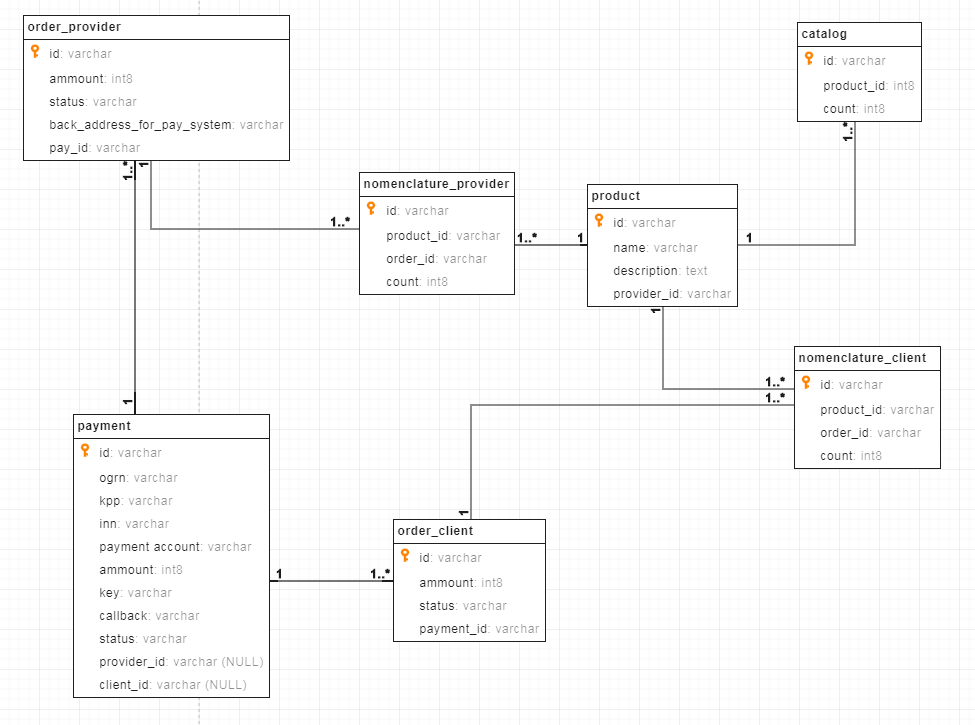 order_provider
id: varchar
ammount: int8
status: varchar
back_address_for_pay_system: varchar
pay_id: varchar
1..*
1
catalog
id: varchar
product_id: int8
count: int8
1..*
nomenclature_provider
id: varchar
product_id: varchar
order_id: varchar
count: int8
1..*
1..*
1
product
id: varchar
name: varchar
description: text
provider_id: varchar
1
1
nomenclature_client
id: varchar
product_id: varchar
order_id: varchar
count: int8
1..*
1..*
1
payment
id: varchar
ogrn: varchar
kpp: varchar
inn: varchar
payment account: varchar
ammount: int8
key: varchar
callback: varchar
status: varchar
provider_id: varchar (NULL)
client_id: varchar (NULL)
1
1..*
1
order_client
id: varchar
ammount: int8
status: varchar
payment_id: varchar